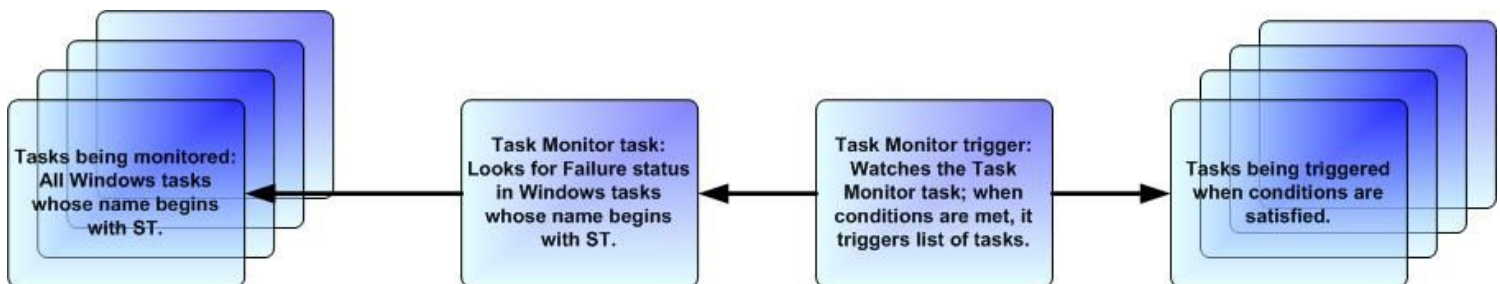 Tasks being monitored:
All Windows tasks
whose name begins
with ST.
Task Monitor task:
Looks for Failure status
in Windows tasks
whose name begins
with ST.
Task Monitor trigger:
Watches the Task
Monitor task; when
conditions are met, it
triggers list of tasks.
Tasks being triggered
when conditions are
satisfied.